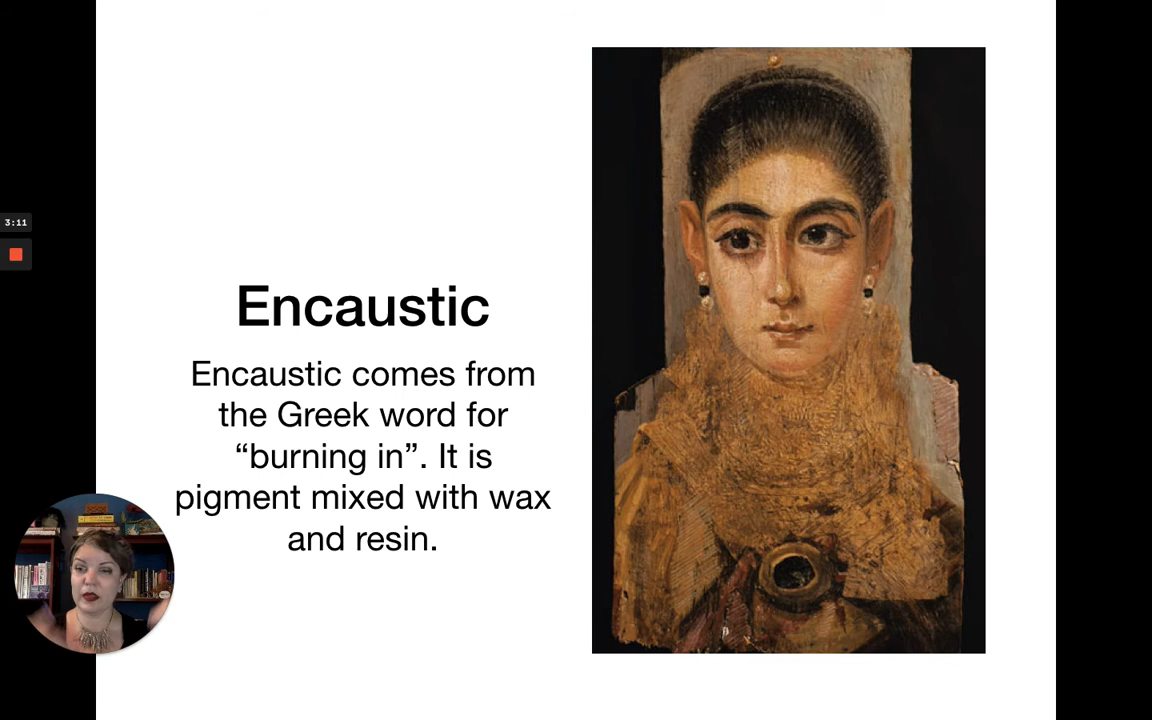 3:11
Encaustic
Encaustic comes from
the Greek word for
“burning in”. It is
pigment mixed with wax
and resin.